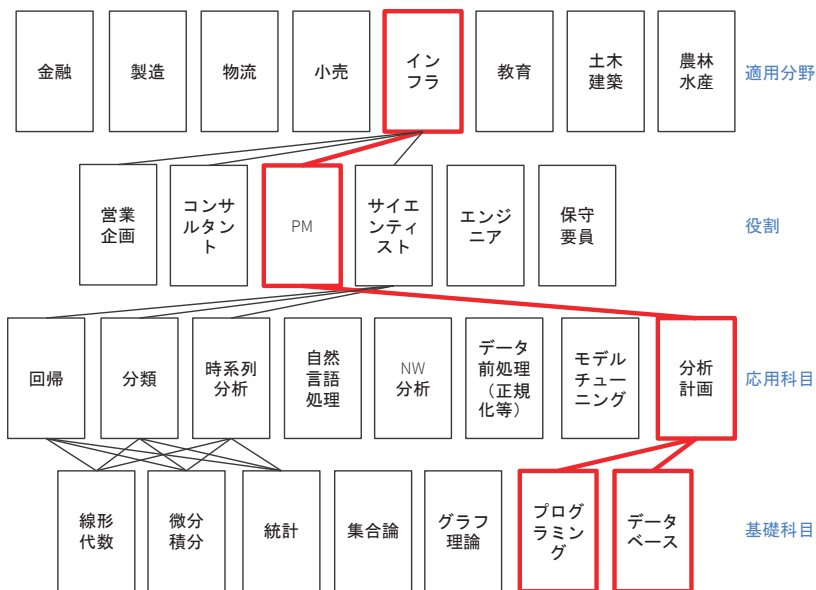 金融
製造
物流
小売
イン
フラ
教育
土木
建築
農林
水産
適用分野
営業
企画
コンサ
ルタン
ト
PM
サイエ
ンティ
スト
エンジ
ニア
保守
要員
役割
回帰
分類
時系列
分析
自然
言語
処理
NW
分析
データ
前処理
（正規
化等）
モデル
チュー
ニング
分析
計画
応用科目
線形
代数
微分
積分
統計
集合論
グラフ
理論
プログ
ラミン
グ
データ
ベース
基礎科目